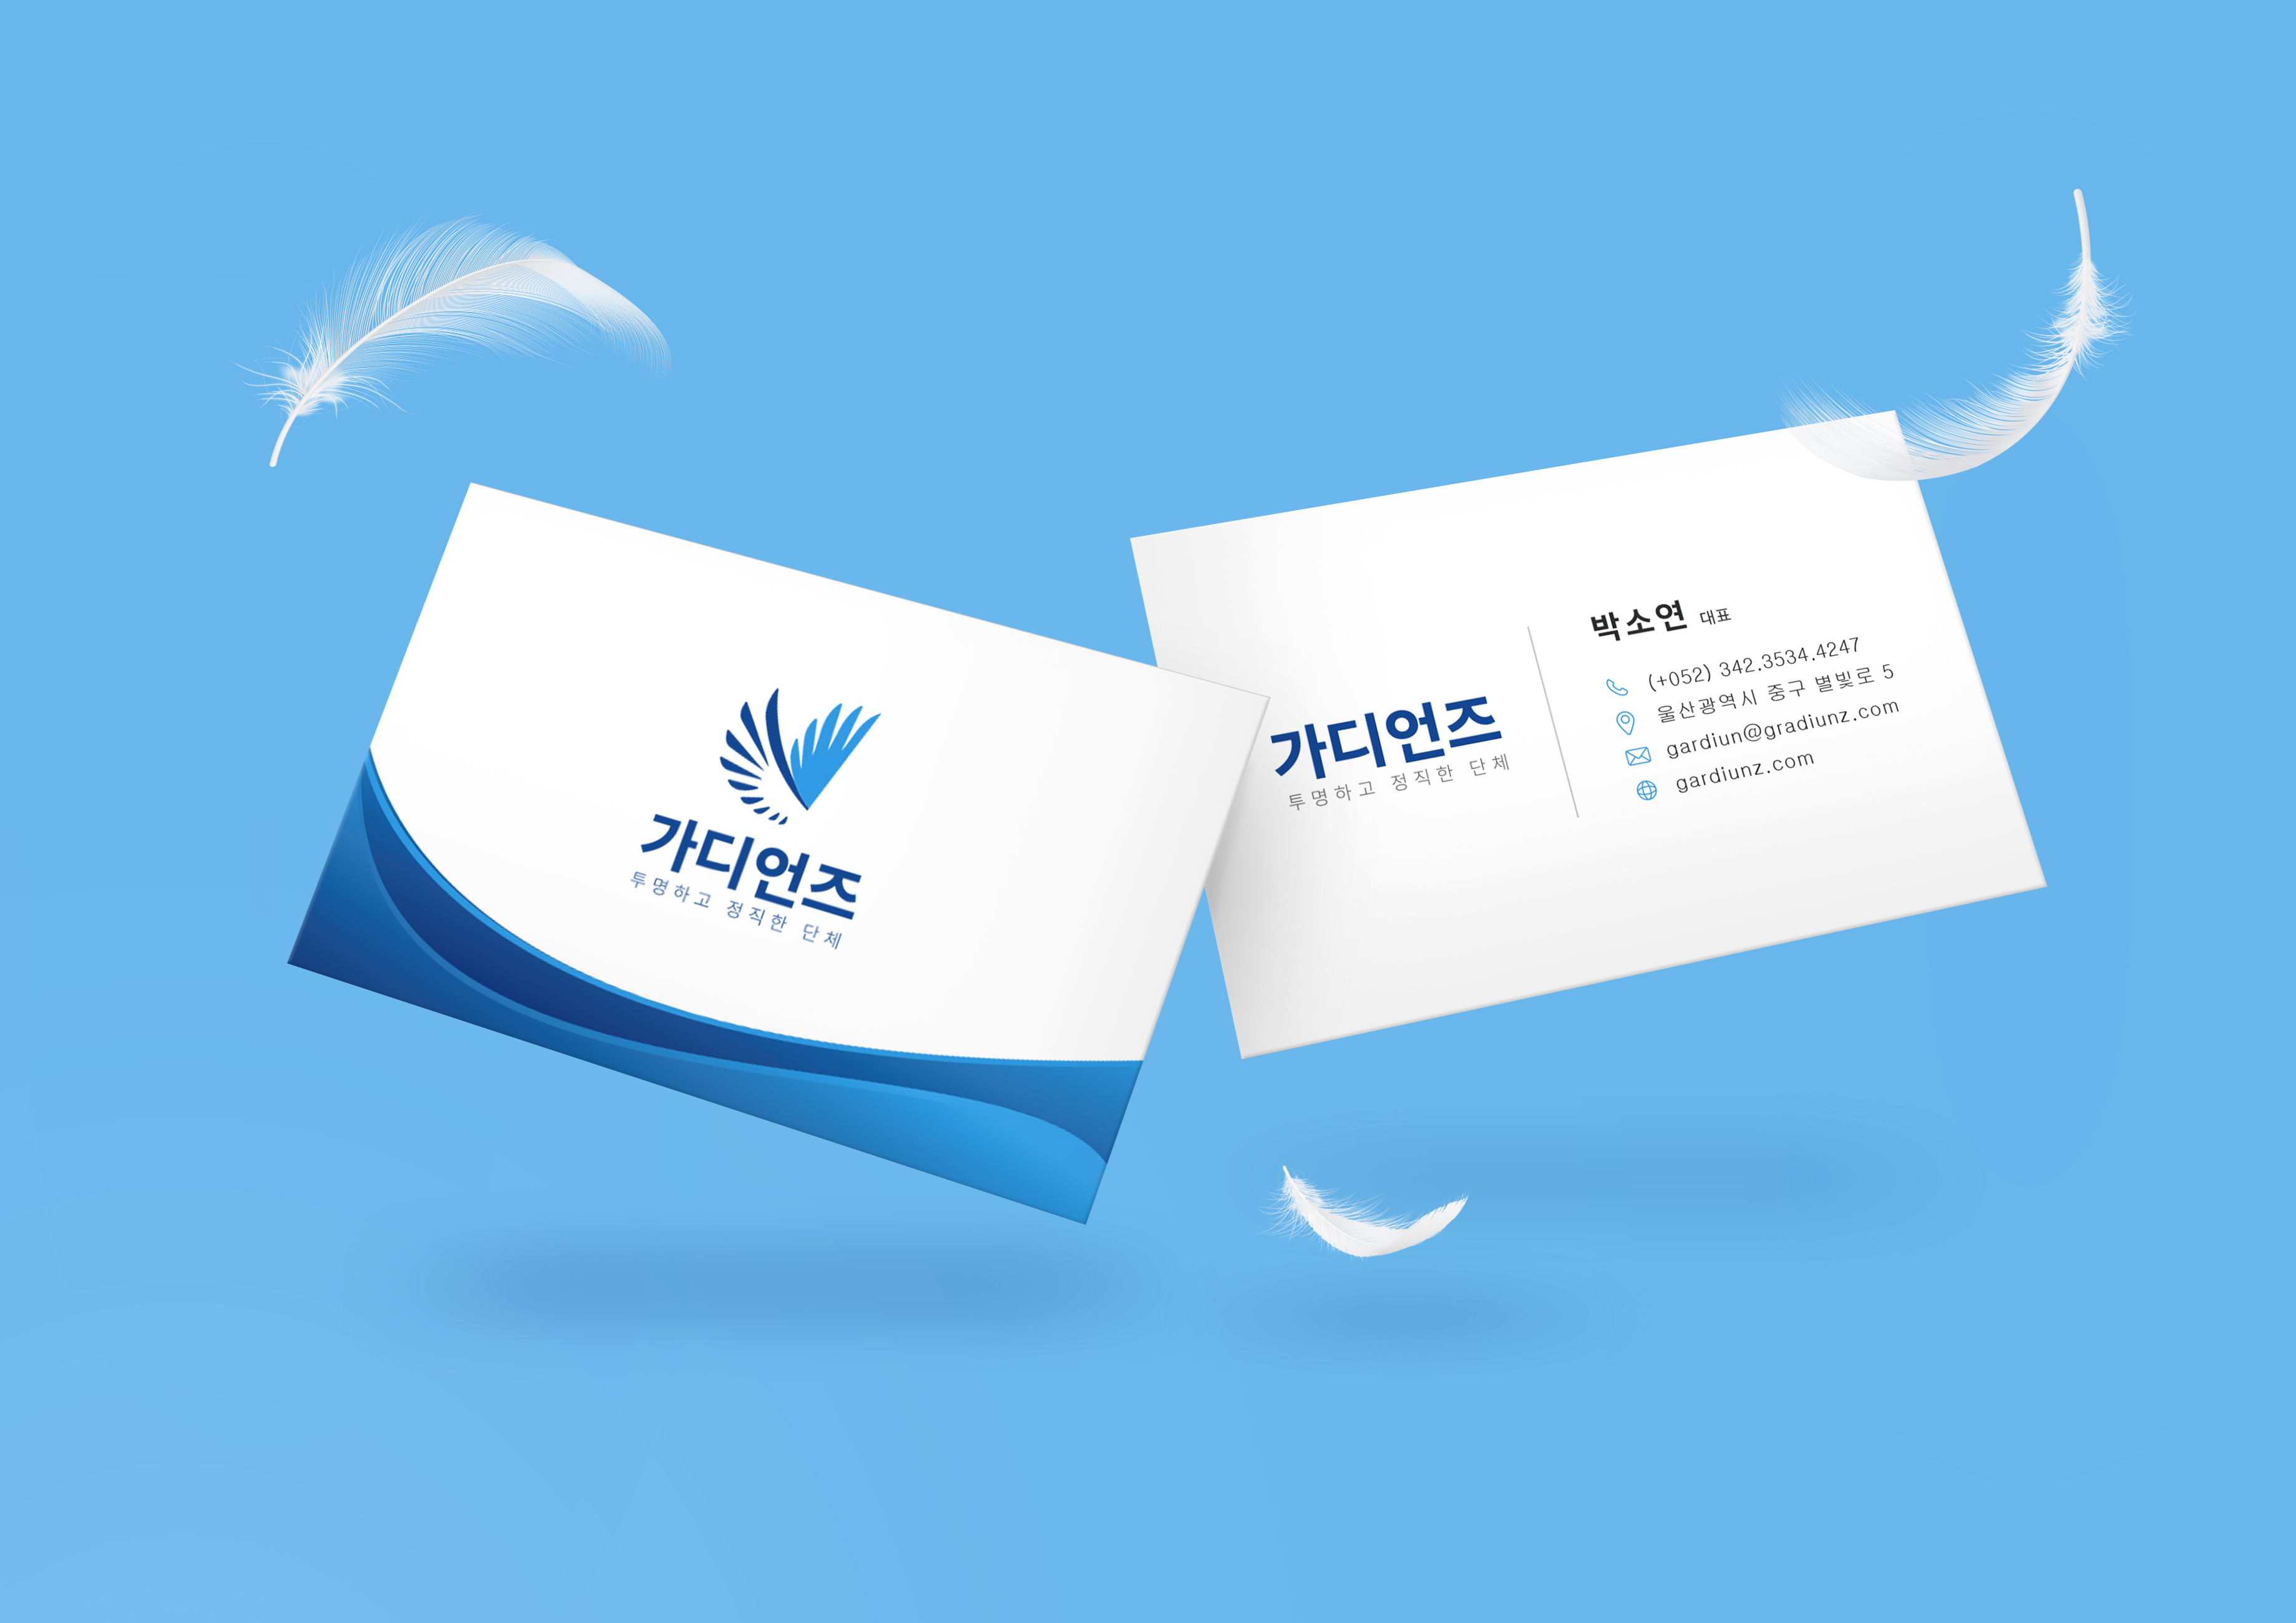 가디언즈
투명하고 정직한 단체
가디언즈
투명하고 정직한 단체
박소연 대표
(+052) 342.3534.4247
울산광역시 중구 별빛로 5
gardiun@gradiunz.com
gardiunz.com